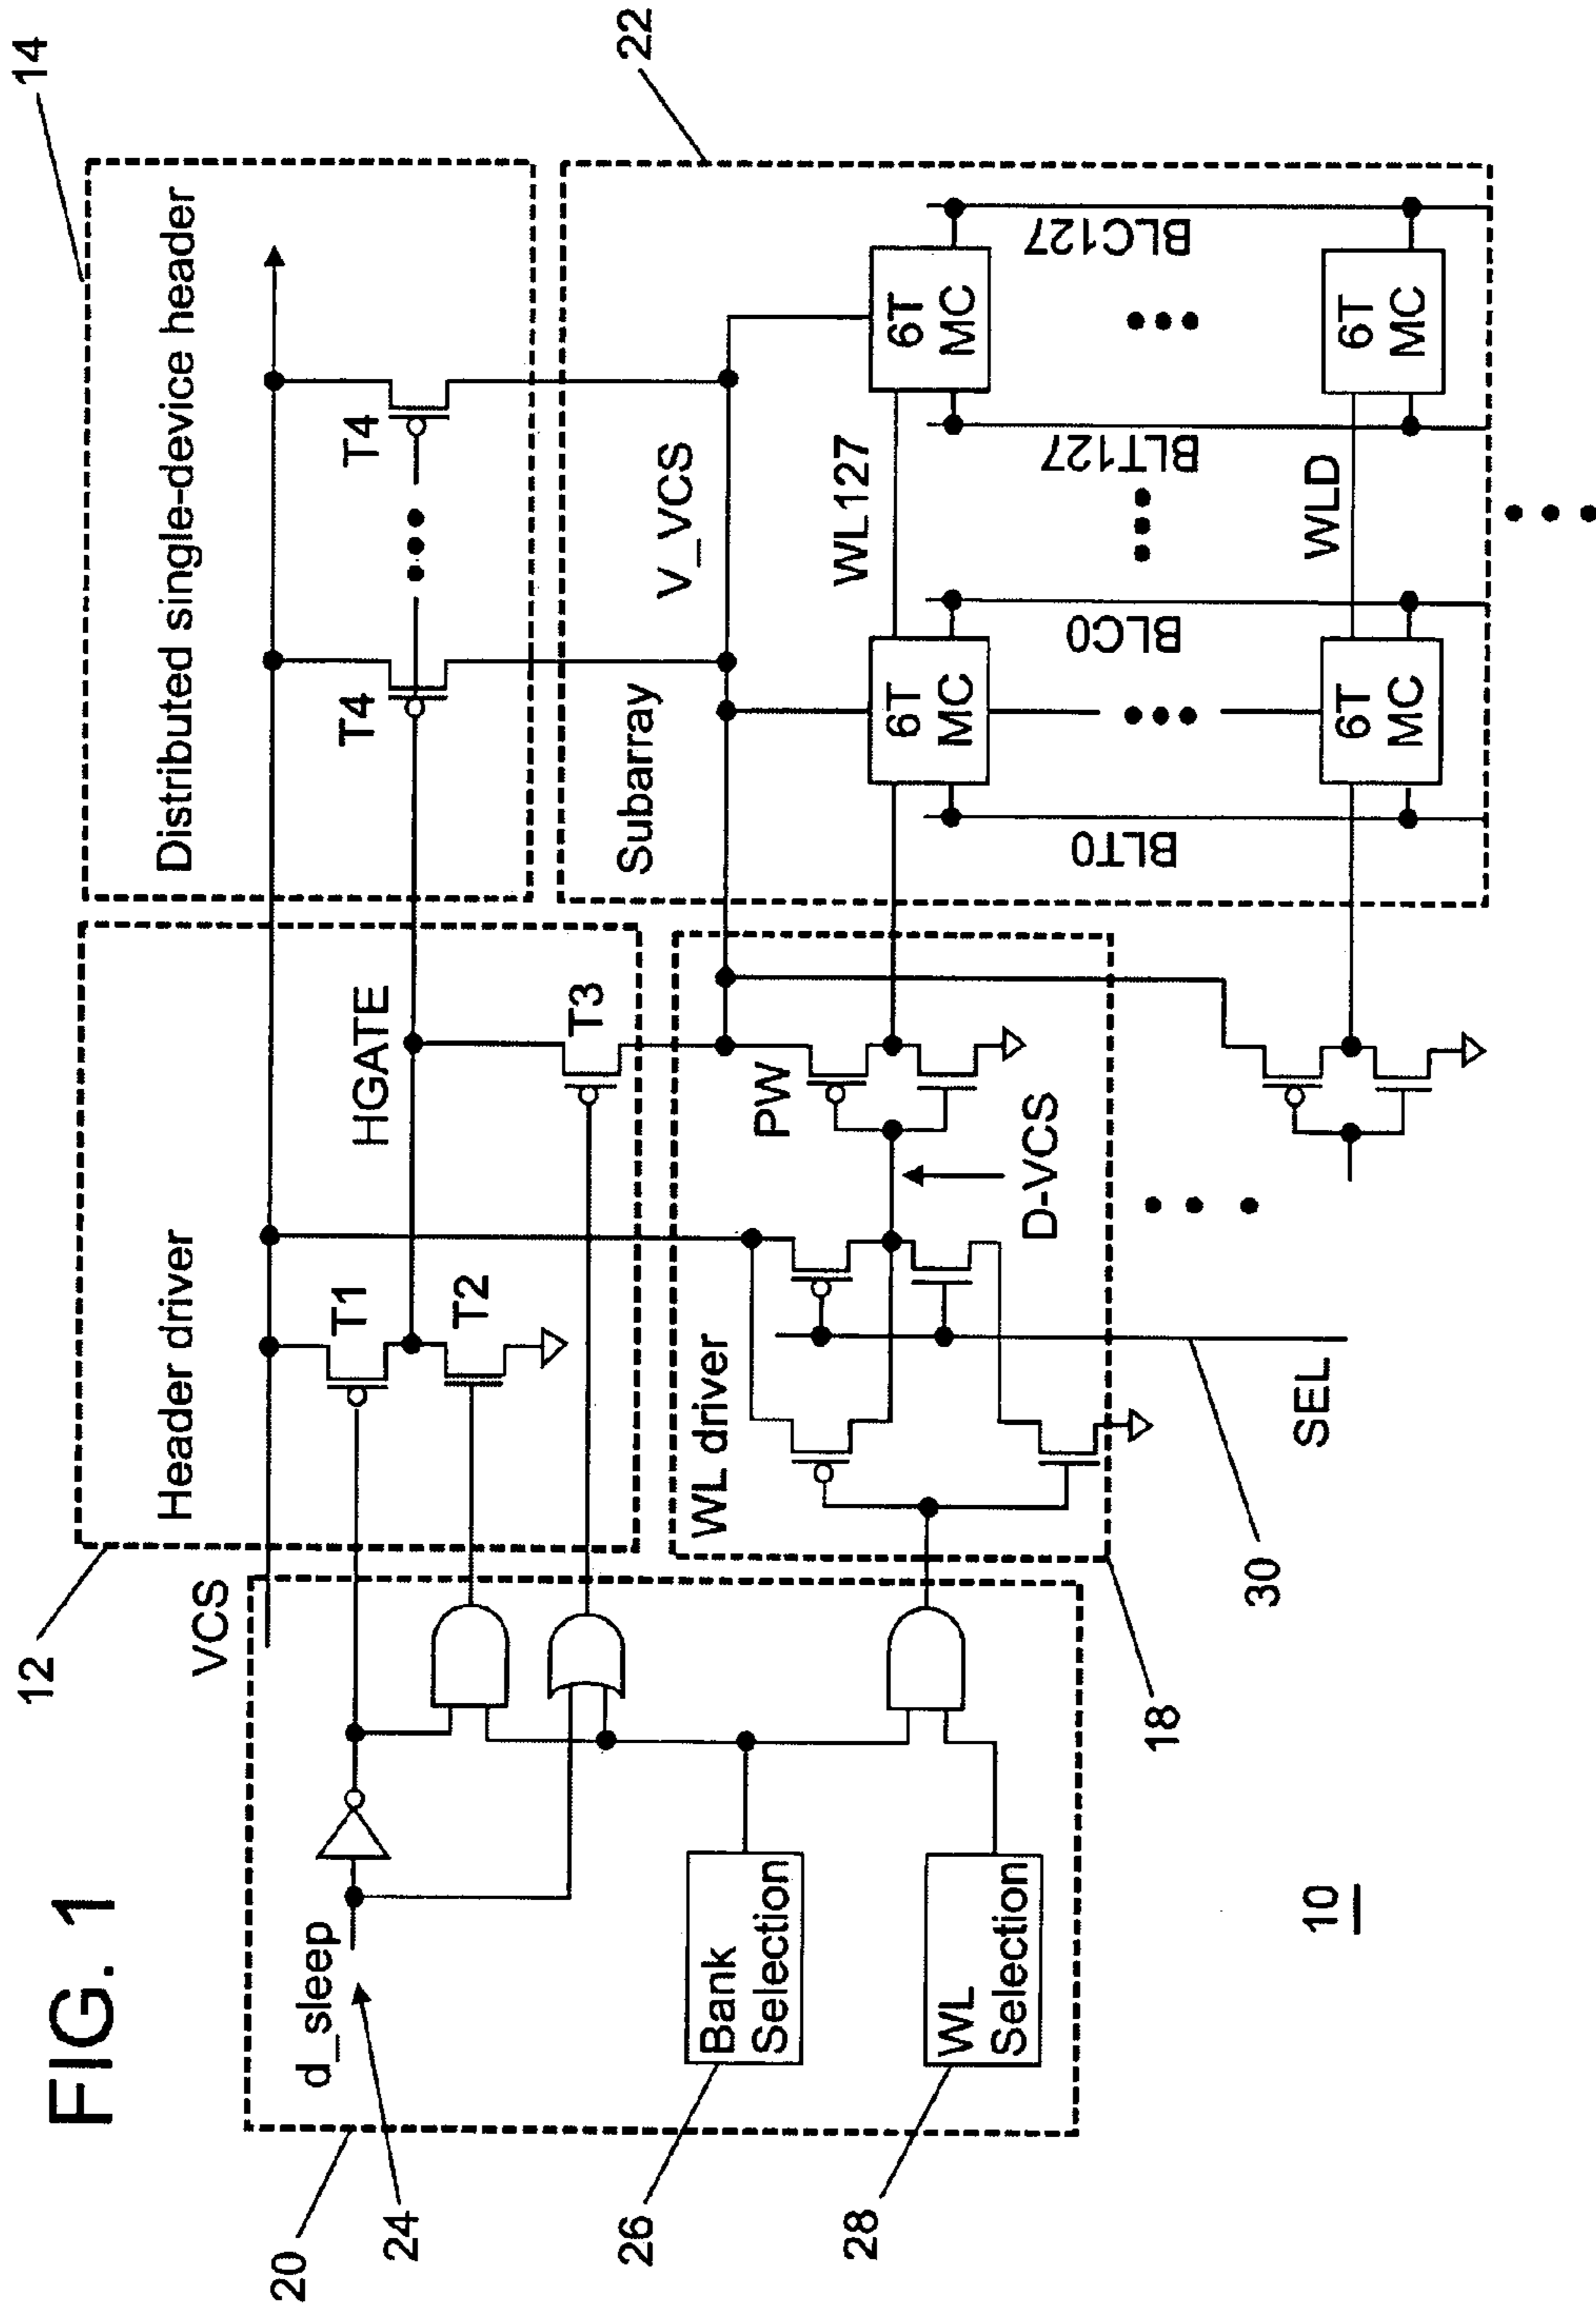 FIG. 1
14
Distributed single-device header
T4
T4
12
Header driver
HGATE
T1
T2
T3
VCS
20
d_sleep
24
26
Bank
Selection
28
WL
Selection
WL driver
PW
D-VCS
18
30
SEL
22
Subarray
V_VCS
WL127
6T
MC
6T
MC
BLT0
BLC0
BLT127
BLC127
WLD
6T
MC
6T
MC
10